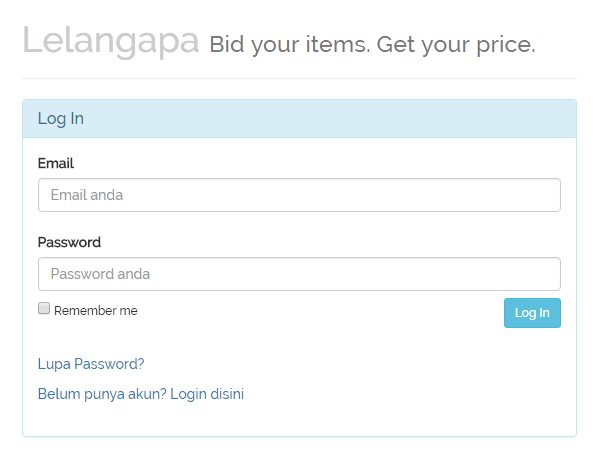 Lelangapa Bid your items. Get your price.
Log In
Email
Email anda
Password
Password anda
Remember me
Log In
Lupa Password?
Belum punya akun? Login disini